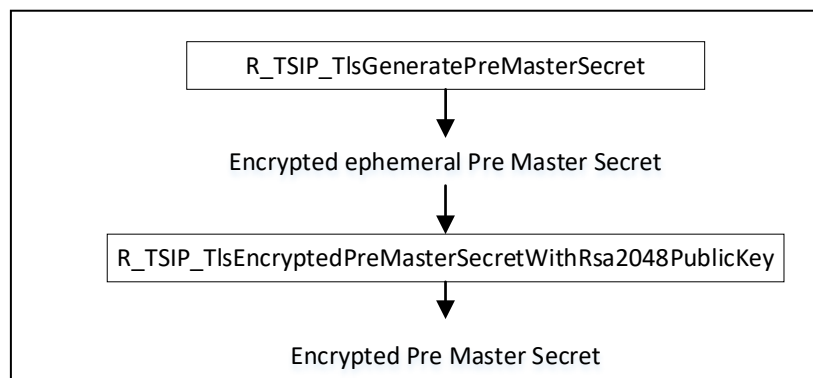 R_TSIP_TlsGeneratePreMasterSecret
Encrypted ephemeral Pre Master Secret
R_TSIP_TlsEncryptedPreMasterSecretWithRsa2048PublicKey
Encrypted Pre Master Secret